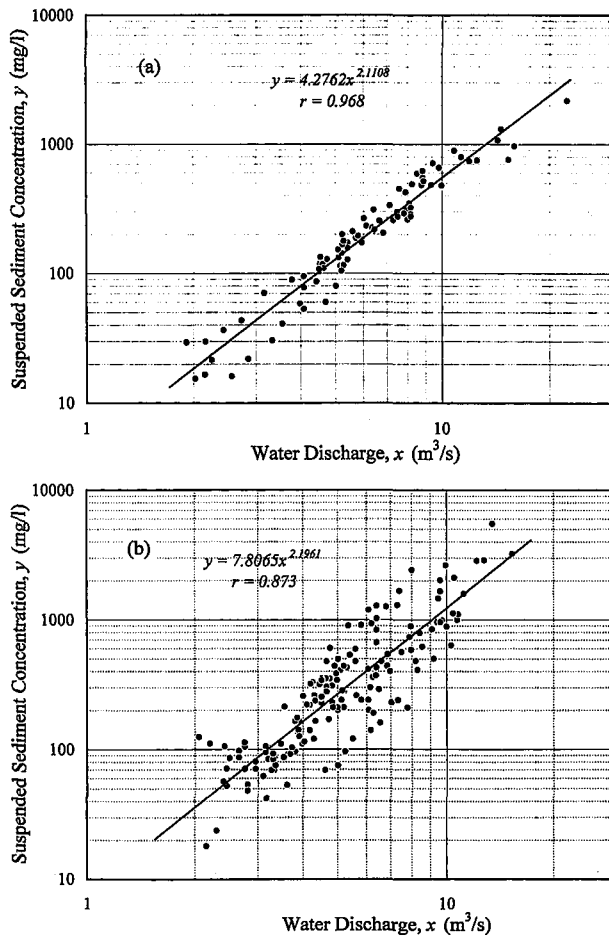 10000
(a)
y = 4.2762x^2.1108
r = 0.968
1000
100
10
1
10
Suspended Sediment Concentration, y (mg/l)
Water Discharge, x (m³/s)
10000
(b)
y = 7.8065x^2.1961
r = 0.873
1000
100
10
1
10
Suspended Sediment Concentration, y (mg/l)
Water Discharge, x (m³/s)